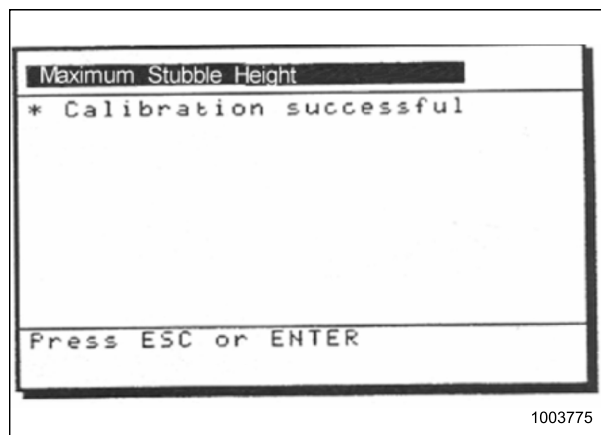 Maximum Stubble Height
* Calibration successful
Press ESC or ENTER
1003775